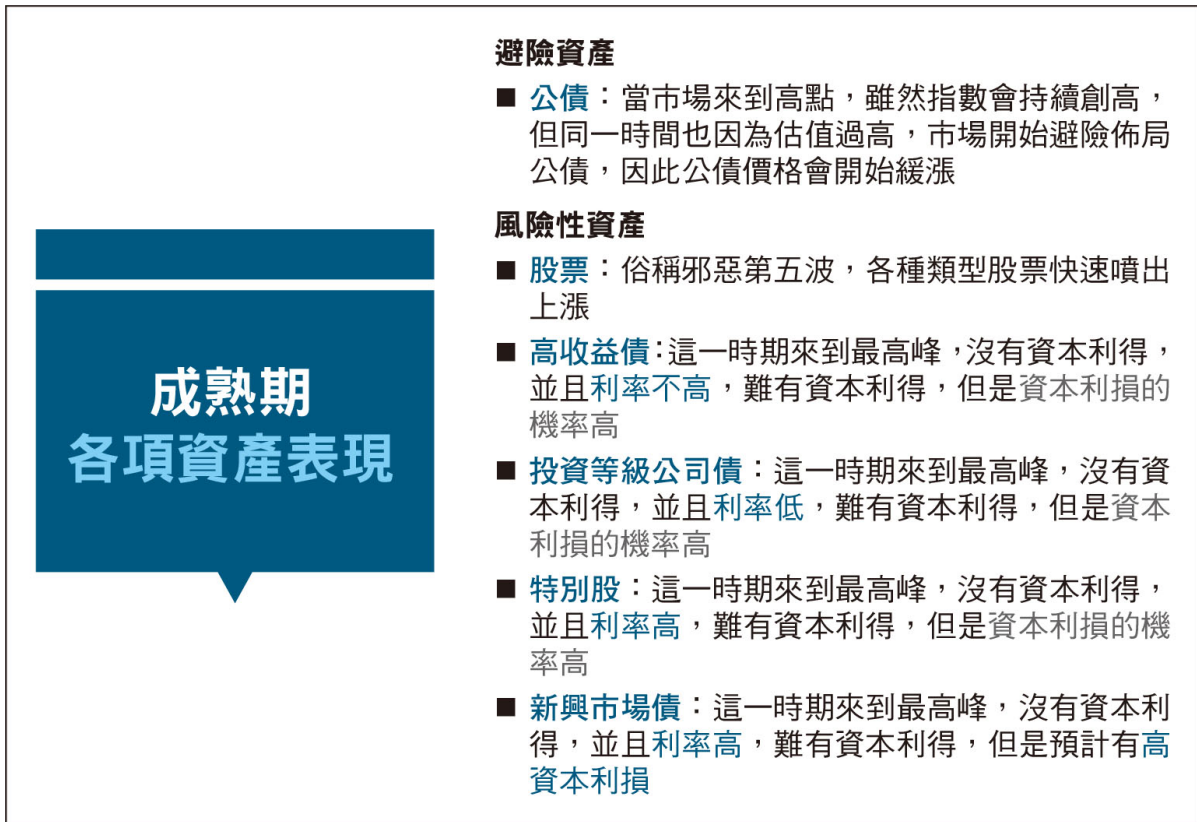 成熟期
各項資產表現
避險資產
■ 公債：當市場來到高點，雖然指數會持續創高，
但同一時間也因為估值過高，市場開始避險佈局
公債，因此公債價格會開始緩漲
風險性資產
■ 股票：俗稱邪惡第五波，各種類型股票快速噴出
上漲
■ 高收益債：這一時期來到最高峰，沒有資本利得，
並且利率不高，難有資本利得，但是資本利損的
機率高
■ 投資等級公司債：這一時期來到最高峰，沒有資
本利得，並且利率低，難有資本利得，但是資本
利損的機率高
■ 特別股：這一時期來到最高峰，沒有資本利得，
並且利率高，難有資本利得，但是資本利損的機
率高
■ 新興市場債：這一時期來到最高峰，沒有資本利
得，並且利率高，難有資本利得，但是預計有高
資本利損